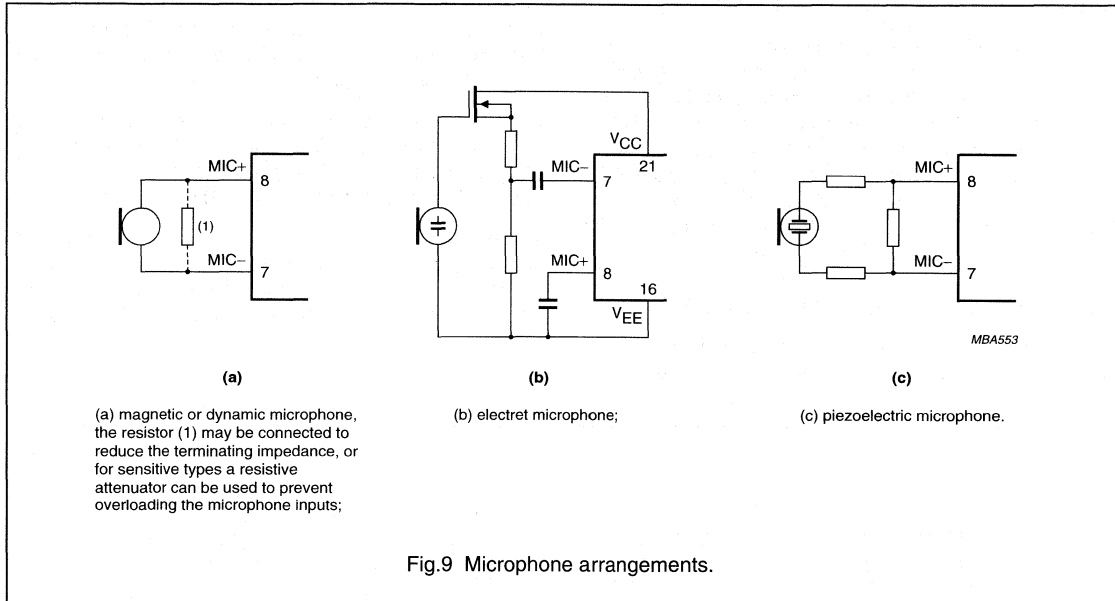 MIC+
8
(1)
MIC−
7
(a)
VCC
21
MIC−
7
MIC+
8
16
VEE
(b)
MIC+
8
MIC−
7
MBA553
(c)
(a) magnetic or dynamic microphone,
the resistor (1) may be connected to
reduce the terminating impedance, or
for sensitive types a resistive
attenuator can be used to prevent
overloading the microphone inputs;
(b) electret microphone;
(c) piezoelectric microphone.
Fig.9 Microphone arrangements.